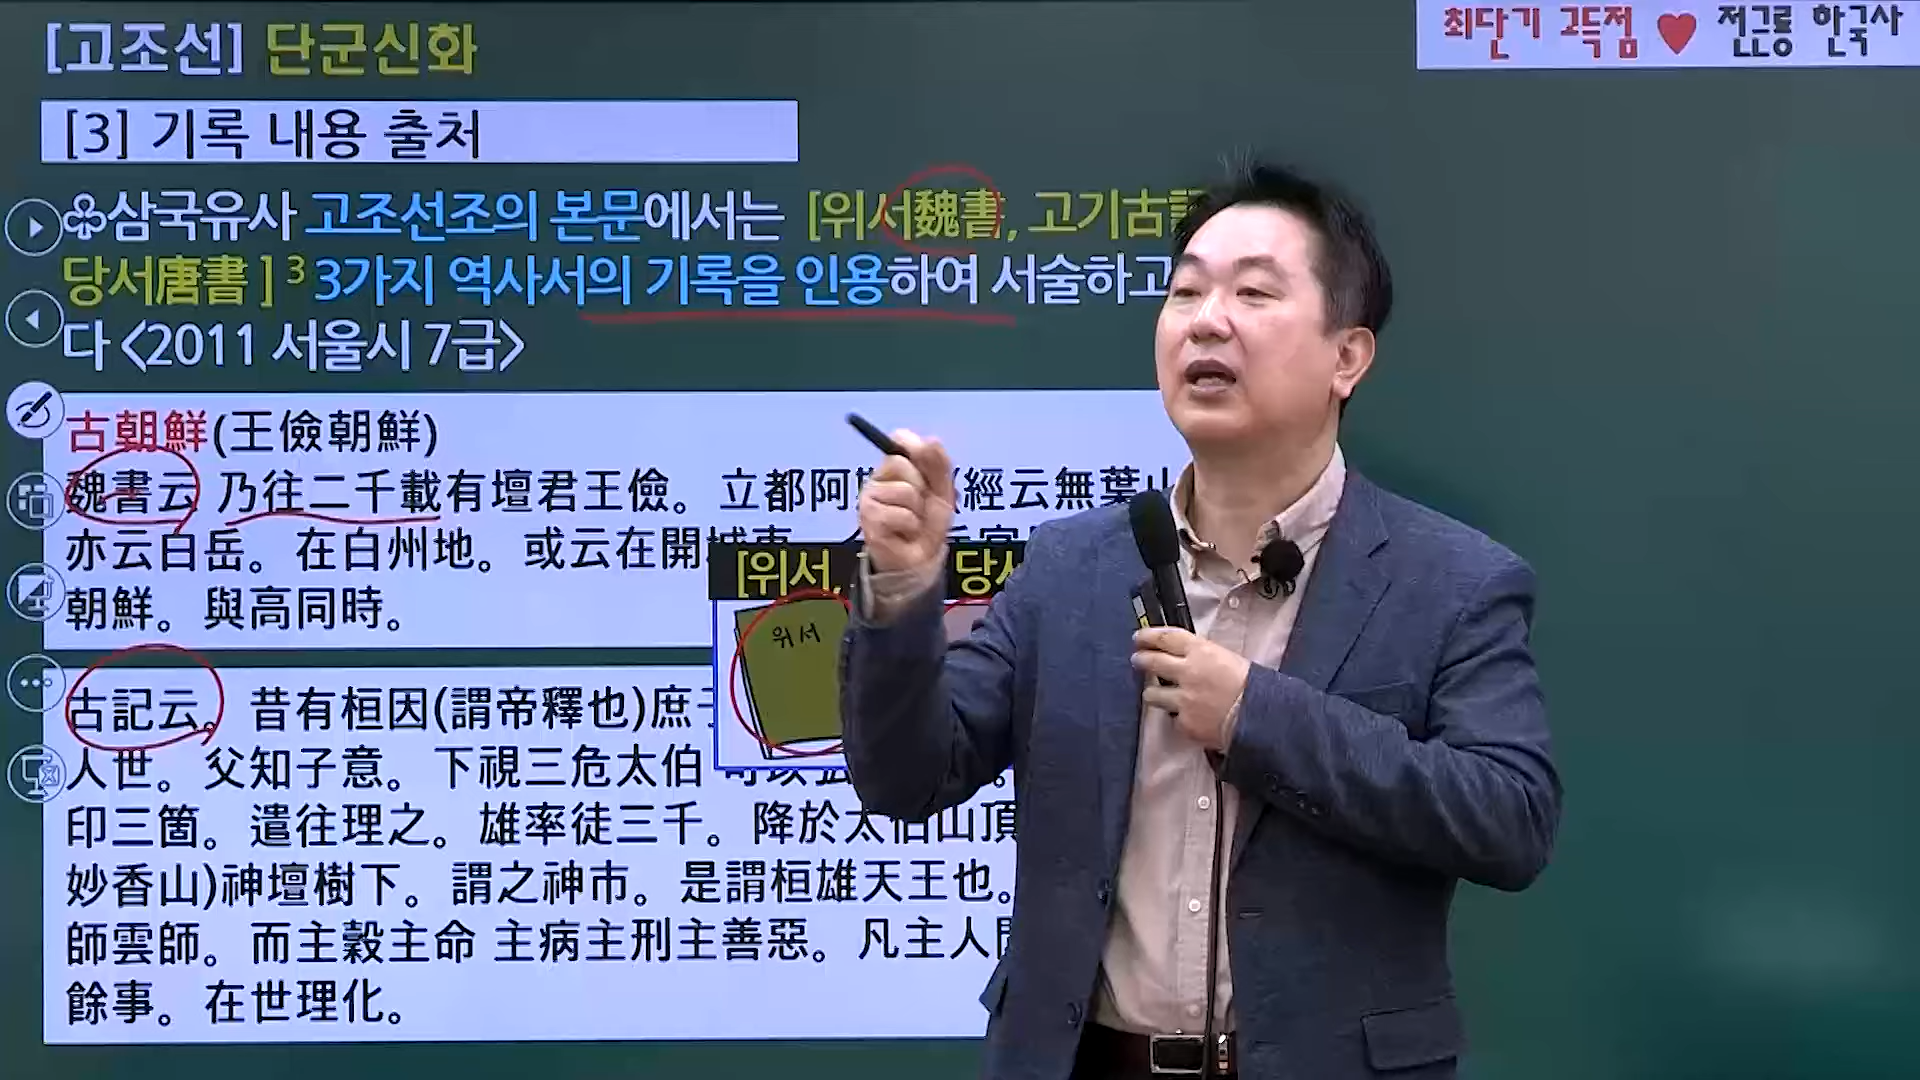 [고조선] 단군신화
최단기 고득점 ♥ 전근룡 한국사
[3] 기록 내용 출처
♧삼국유사 고조선조의 본문에서는 [위서魏書, 고기古
당서唐書 ] ³ 3가지 역사서의 기록을 인용하여 서술하고
다 <2011 서울시 7급>
古朝鮮(王儉朝鮮)
魏書云 乃往二千載有壇君王儉。立都阿 (經云無葉山
亦云白岳。在白州地。或云在開城東。
朝鮮。與高同時。
[위서, 당서
위서
古記云。昔有桓因(謂帝釋也)庶子
人世。父知子意。下視三危太伯
印三箇。遣往理之。雄率徒三千。降於太伯山頂
妙香山)神壇樹下。謂之神市。是謂桓雄天王也。
師雲師。而主穀主命 主病主刑主善惡。凡主人間
餘事。在世理化。